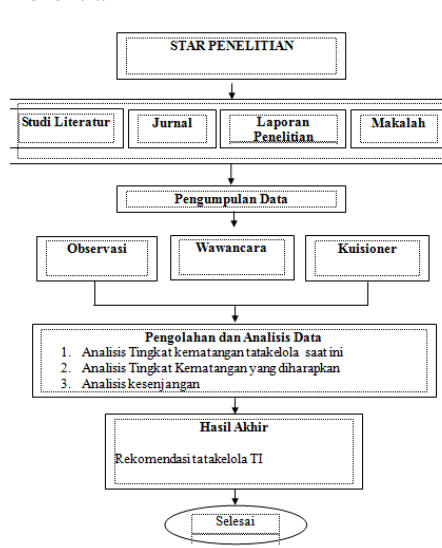 STAR PENELITIAN
Studi Literatur
Jurnal
Laporan
Penelitian
Makalah
Pengumpulan Data
Observasi
Wawancara
Kuisioner
Pengolahan dan Analisis Data
1. Analisis Tingkat kematangan tatakelola saat ini
2. Analisis Tingkat Kematangan yang diharapkan
3. Analisis kesenjangan
Hasil Akhir
Rekomendasi tatakelola TI
Selesai